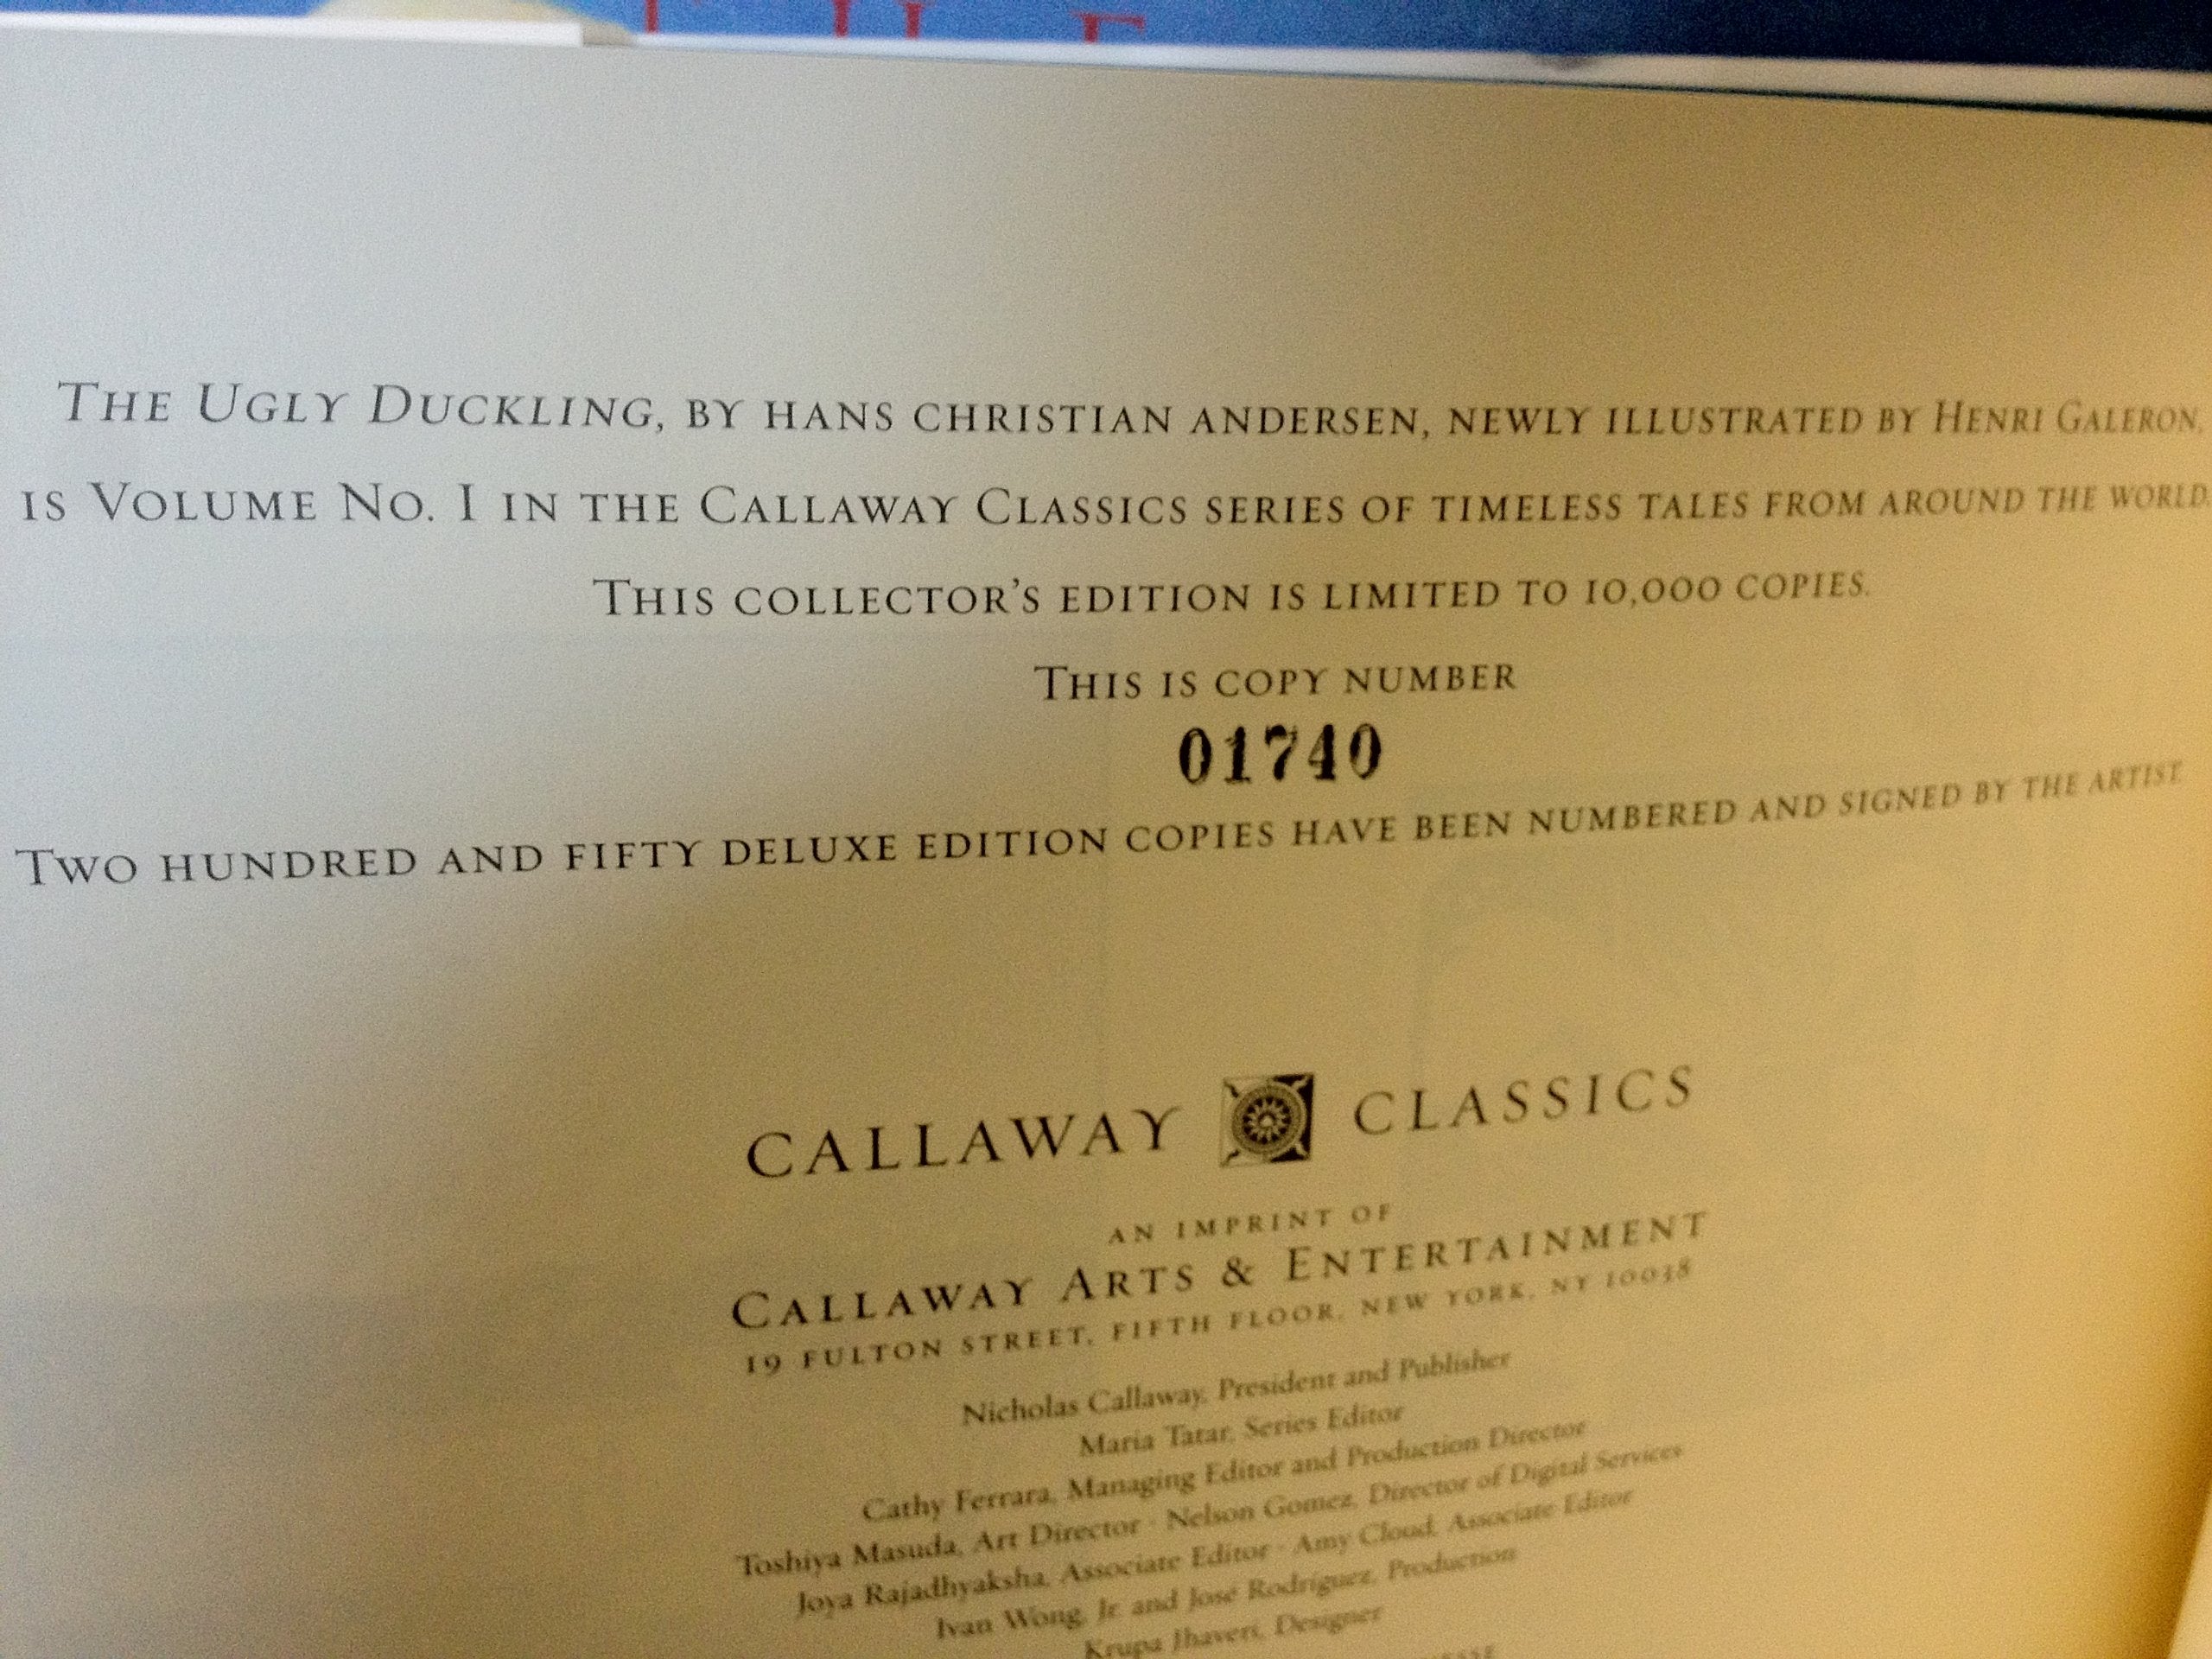 THE UGLY DUCKLING, BY HANS CHRISTIAN ANDERSEN, NEWLY ILLUSTRATED BY HENRI GALERON,
IS VOLUME NO. I IN THE CALLAWAY CLASSICS SERIES OF TIMELESS TALES FROM AROUND THE WORLD.
THIS COLLECTOR'S EDITION IS LIMITED TO 10,000 COPIES.
THIS IS COPY NUMBER
01740
TWO HUNDRED AND FIFTY DELUXE EDITION COPIES HAVE BEEN NUMBERED AND SIGNED BY THE ARTIST
CALLAWAY CLASSICS
AN IMPRINT OF
CALLAWAY ARTS & ENTERTAINMENT
19 FULTON STREET, FIFTH FLOOR, NEW YORK, NY 10038
Nicholas Callaway, President and Publisher
Maria Tatar, Series Editor
Cathy Ferrara, Managing Editor and Production Director
Toshiya Masuda, Art Director · Nelson Gomez, Director of Digital Services
Joya Rajadhyaksha, Associate Editor · Amy Cloud, Associate Editor
Ivan Wong, Jr. and José Rodríguez, Production
Krupa Jhaveri, Designer